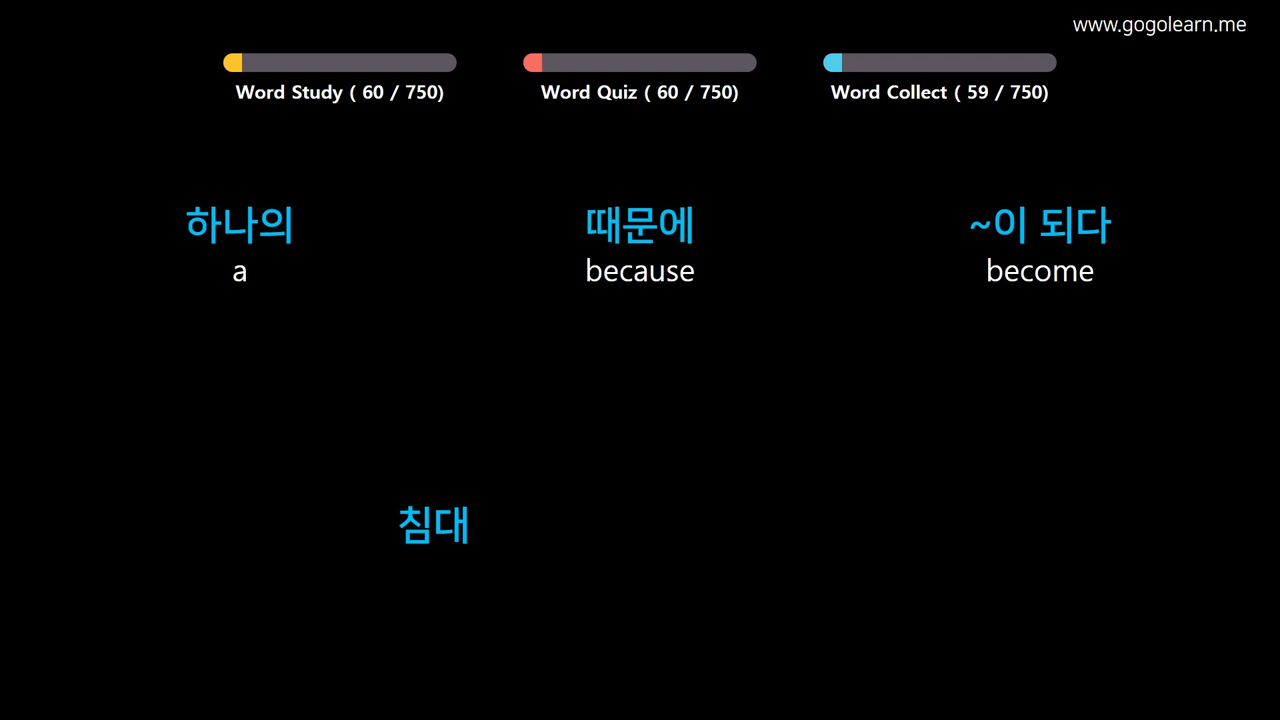 www.gogolearn.me
Word Study ( 60 / 750)
Word Quiz ( 60 / 750)
Word Collect ( 59 / 750)
하나의
a
때문에
because
~이 되다
become
침대